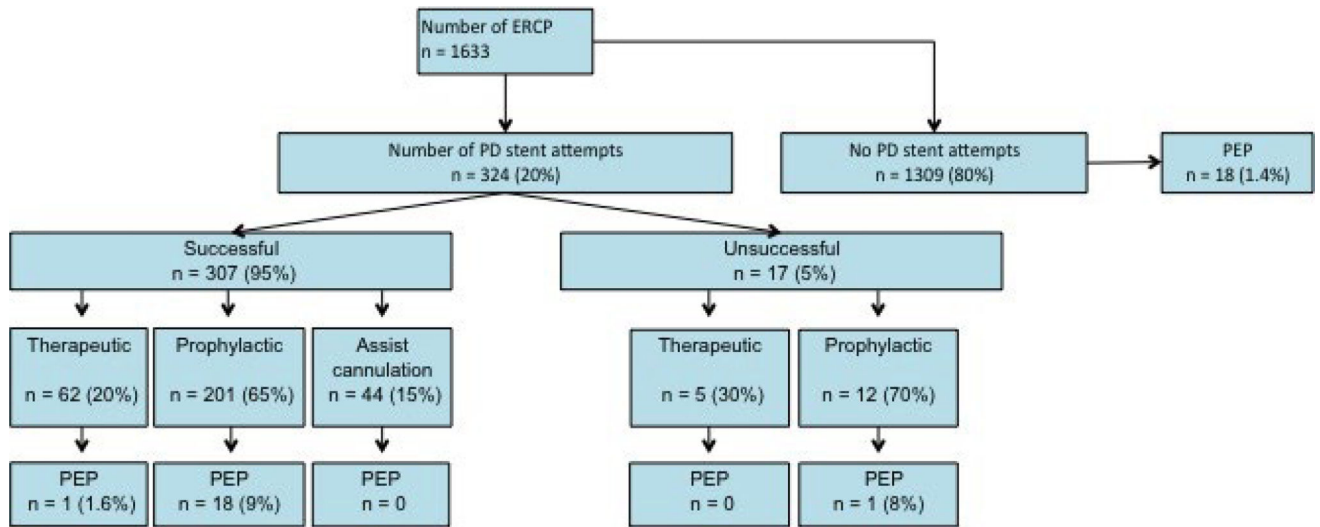 Number of ERCP
n = 1633
Number of PD stent attempts
n = 324 (20%)
No PD stent attempts
n = 1309 (80%)
PEP
n = 18 (1.4%)
Successful
n = 307 (95%)
Unsuccessful
n = 17 (5%)
Therapeutic
n = 62 (20%)
Prophylactic
n = 201 (65%)
Assist
cannulation
n = 44 (15%)
Therapeutic
n = 5 (30%)
Prophylactic
n = 12 (70%)
PEP
n = 1 (1.6%)
PEP
n = 18 (9%)
PEP
n = 0
PEP
n = 0
PEP
n = 1 (8%)